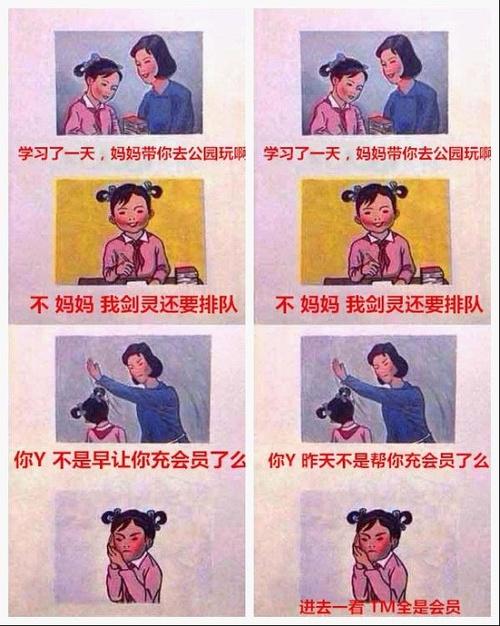 学习了一天，妈妈带你去公园玩啊
不 妈妈 我剑灵还要排队
你Y 不是早让你充会员了么
学习了一天，妈妈带你去公园玩啊
不 妈妈 我剑灵还要排队
你Y 昨天不是帮你充会员了么
进去一看 TM全是会员